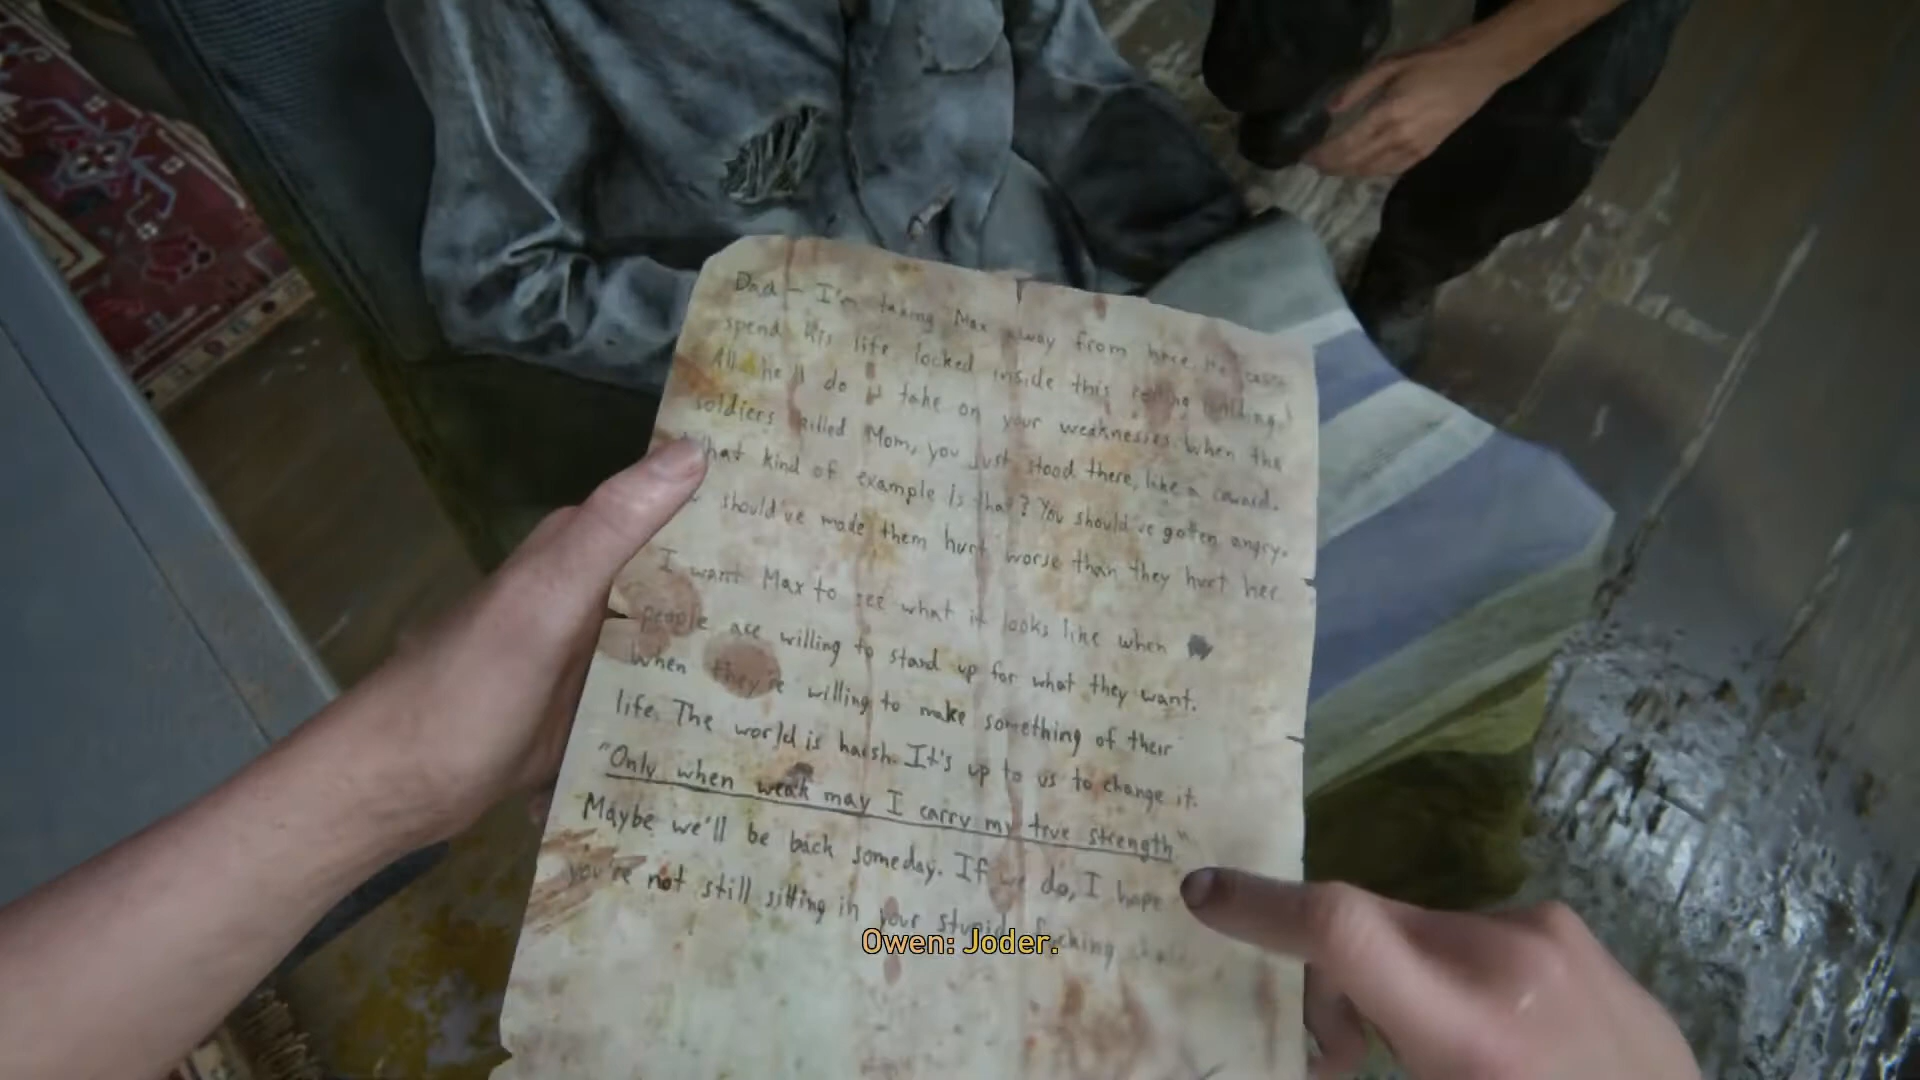 Dad - I'm taking Max away from here. He can't
spend his life locked inside this rotting building!
All he'll do is take on your weaknesses. When the
soldiers killed Mom, you just stood there, like a coward.
What kind of example is that? You should've gotten angry.
should've made them hurt worse than they hurt her
I want Max to see what it looks like when
people are willing to stand up for what they want.
When they're willing to make something of their
life. The world is harsh. It's up to us to change it.
"Only when weak may I carry my true strength"
Maybe we'll be back someday. If we do, I hope
you're not still sitting in your stupid fucking
Owen: Joder.